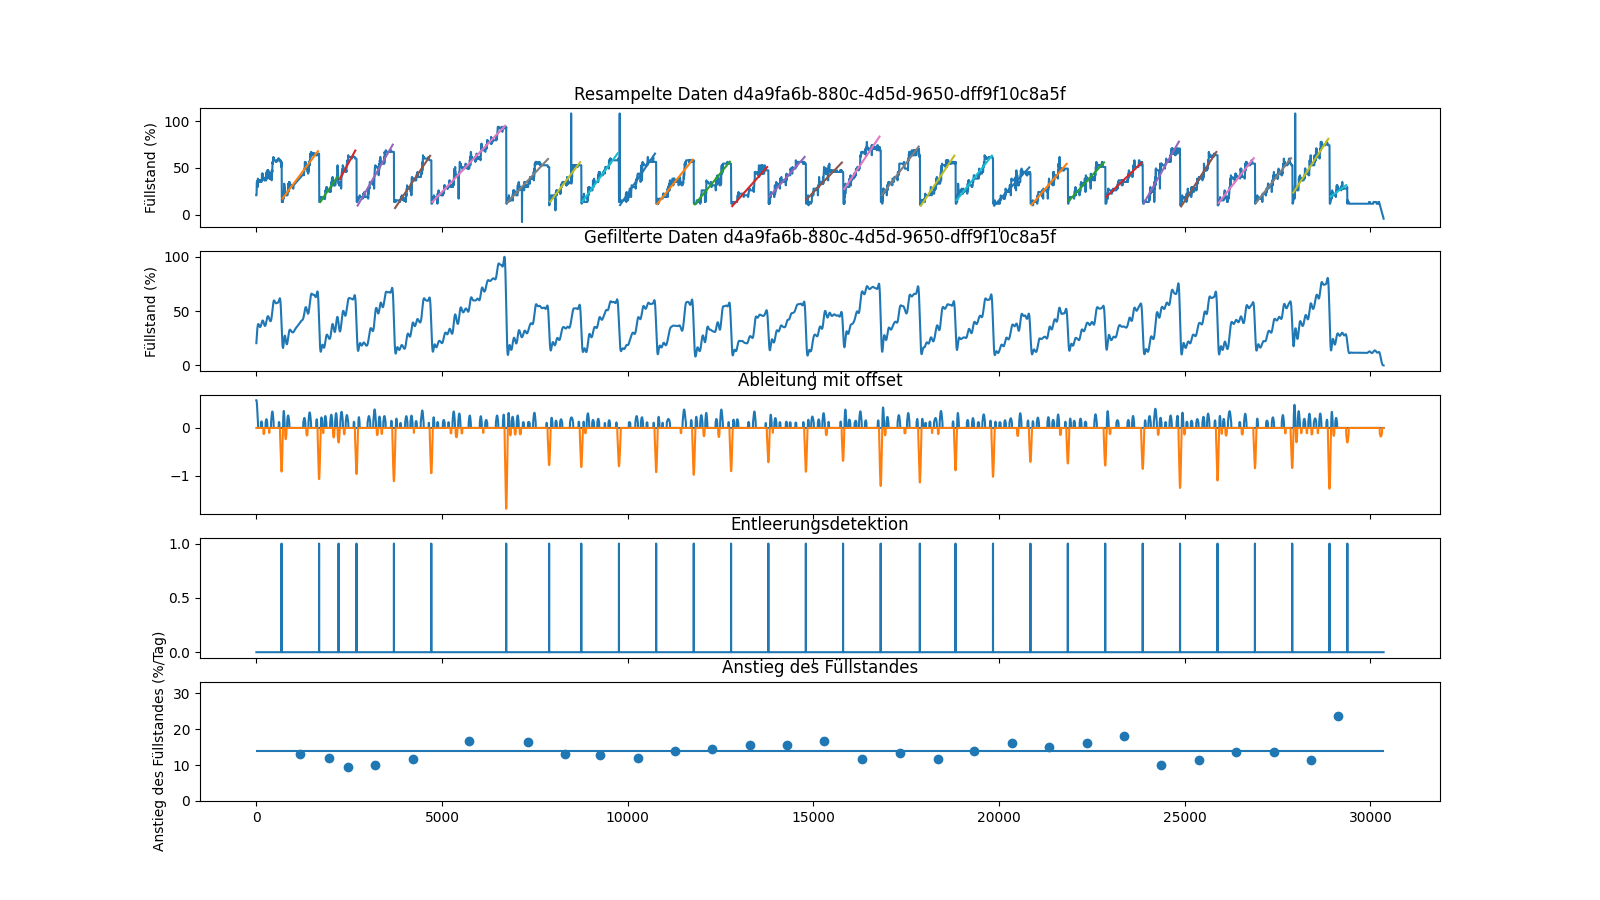 Resampelte Daten d4a9fa6b-880c-4d5d-9650-dff9f10c8a5f
Füllstand (%)
100
50
0
Gefilterte Daten d4a9fa6b-880c-4d5d-9650-dff9f10c8a5f
Füllstand (%)
100
50
0
Ableitung mit offset
0
−1
Entleerungsdetektion
1.0
0.5
0.0
Anstieg des Füllstandes
Anstieg des Füllstandes (%/Tag)
30
20
10
0
0 5000 10000 15000 20000 25000 30000